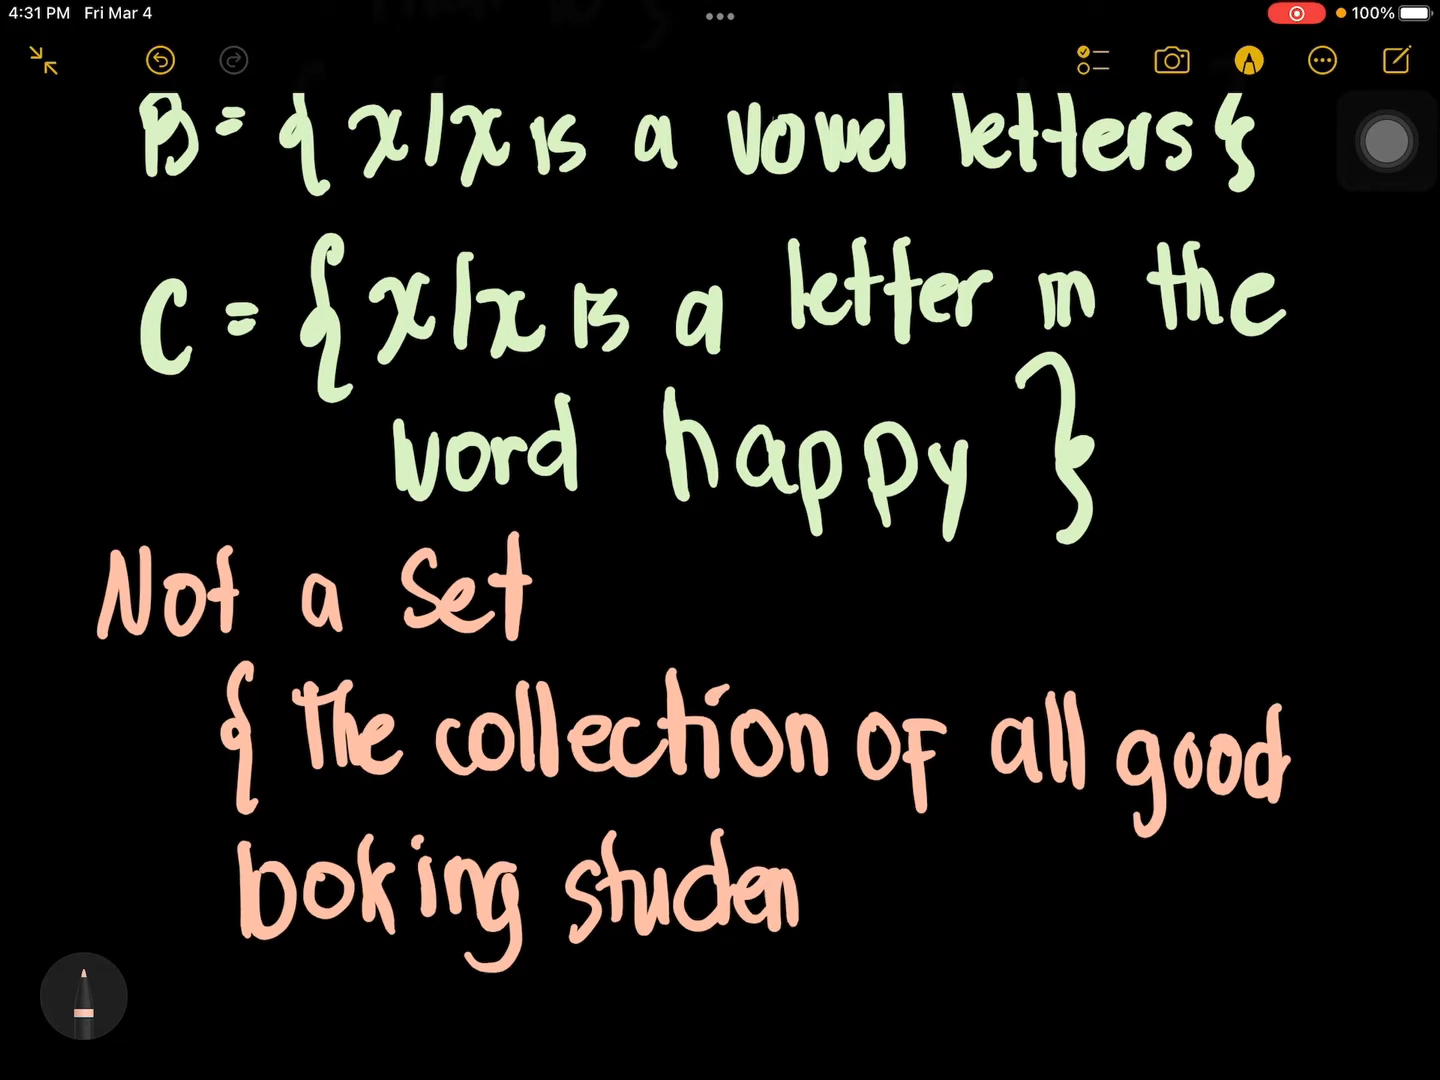 4:31 PM Fri Mar 4
100%
B = { x / x is a vowel letters {
C = { x / x is a letter in the
word happy }
Not a set
{ The collection of all good
looking studen